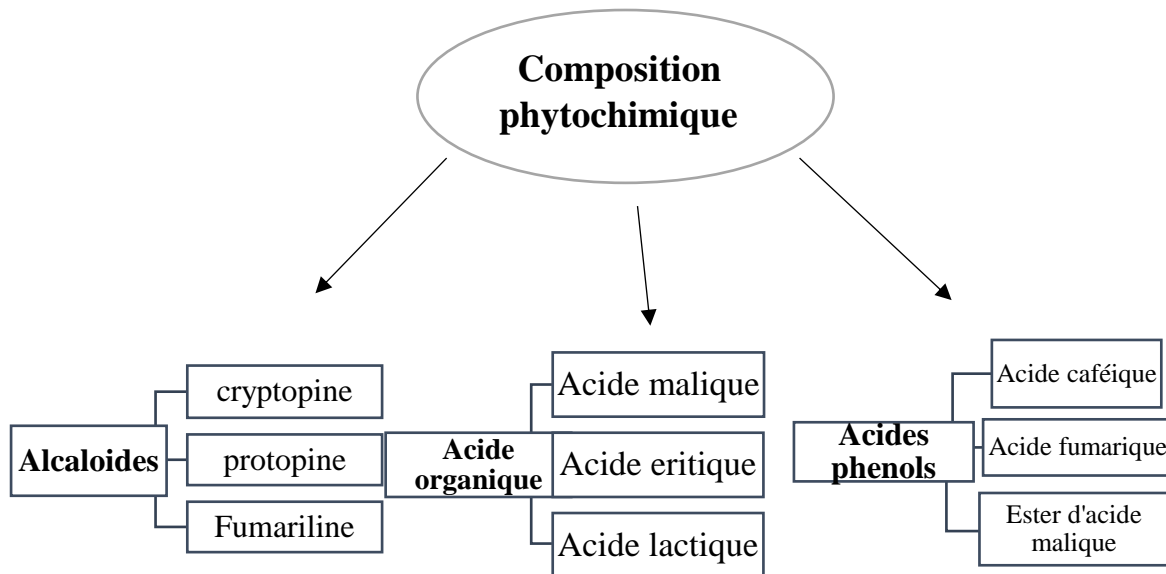 Composition
phytochimique
Alcaloides
cryptopine
protopine
Fumariline
Acide
organique
Acide malique
Acide eritique
Acide lactique
Acides
phenols
Acide caféique
Acide fumarique
Ester d'acide
malique